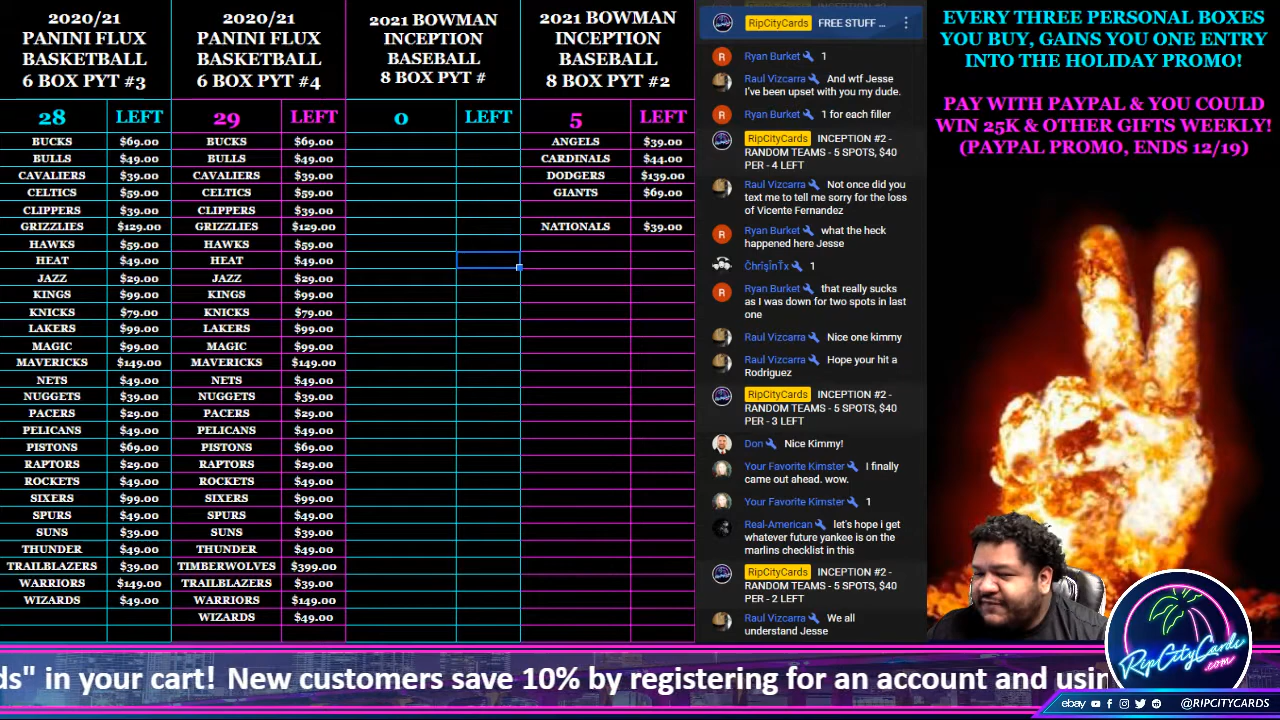 2020/21
PANINI FLUX
BASKETBALL
6 BOX PYT #3
28 LEFT
BUCKS $69.00
BULLS $49.00
CAVALIERS $39.00
CELTICS $59.00
CLIPPERS $39.00
GRIZZLIES $129.00
HAWKS $59.00
HEAT $49.00
JAZZ $29.00
KINGS $99.00
KNICKS $79.00
LAKERS $99.00
MAGIC $99.00
MAVERICKS $149.00
NETS $49.00
NUGGETS $39.00
PACERS $29.00
PELICANS $49.00
PISTONS $69.00
RAPTORS $29.00
ROCKETS $49.00
SIXERS $99.00
SPURS $49.00
SUNS $39.00
THUNDER $49.00
TRAILBLAZERS $39.00
WARRIORS $149.00
WIZARDS $49.00
2020/21
PANINI FLUX
BASKETBALL
6 BOX PYT #4
29 LEFT
BUCKS $69.00
BULLS $49.00
CAVALIERS $39.00
CELTICS $59.00
CLIPPERS $39.00
GRIZZLIES $129.00
HAWKS $59.00
HEAT $49.00
JAZZ $29.00
KINGS $99.00
KNICKS $79.00
LAKERS $99.00
MAGIC $99.00
MAVERICKS $149.00
NETS $49.00
NUGGETS $39.00
PACERS $29.00
PELICANS $49.00
PISTONS $69.00
RAPTORS $29.00
ROCKETS $49.00
SIXERS $99.00
SPURS $49.00
SUNS $39.00
THUNDER $49.00
TIMBERWOLVES $399.00
TRAILBLAZERS $39.00
WARRIORS $149.00
WIZARDS $49.00
2021 BOWMAN
INCEPTION
BASEBALL
8 BOX PYT #
0 LEFT
2021 BOWMAN
INCEPTION
BASEBALL
8 BOX PYT #2
5 LEFT
ANGELS $39.00
CARDINALS $44.00
DODGERS $139.00
GIANTS $69.00
NATIONALS $39.00
RipCityCards FREE STUFF ...
R Ryan Burket 1
Raul Vizcarra And wtf Jesse
I've been upset with you my dude.
R Ryan Burket 1 for each filler
RipCityCards INCEPTION #2 -
RANDOM TEAMS - 5 SPOTS, $40
PER - 4 LEFT
Raul Vizcarra Not once did you
text me to tell me sorry for the loss
of Vicente Fernandez
R Ryan Burket what the heck
happened here Jesse
1
R Ryan Burket that really sucks
as I was down for two spots in last
one
Raul Vizcarra Nice one kimmy
Raul Vizcarra Hope your hit a
Rodriguez
RipCityCards INCEPTION #2 -
RANDOM TEAMS - 5 SPOTS, $40
PER - 3 LEFT
Don Nice Kimmy!
Your Favorite Kimster I finally
came out ahead. wow.
Your Favorite Kimster 1
Real-American let's hope i get
whatever future yankee is on the
marlins checklist in this
RipCityCards INCEPTION #2 -
RANDOM TEAMS - 5 SPOTS, $40
PER - 2 LEFT
Raul Vizcarra We all
understand Jesse
EVERY THREE PERSONAL BOXES
YOU BUY, GAINS YOU ONE ENTRY
INTO THE HOLIDAY PROMO!
PAY WITH PAYPAL & YOU COULD
WIN 25K & OTHER GIFTS WEEKLY!
(PAYPAL PROMO, ENDS 12/19)
ds" in your cart! New customers save 10% by registering for an account and usin
RipCityCards
.com
ebay @RIPCITYCARDS